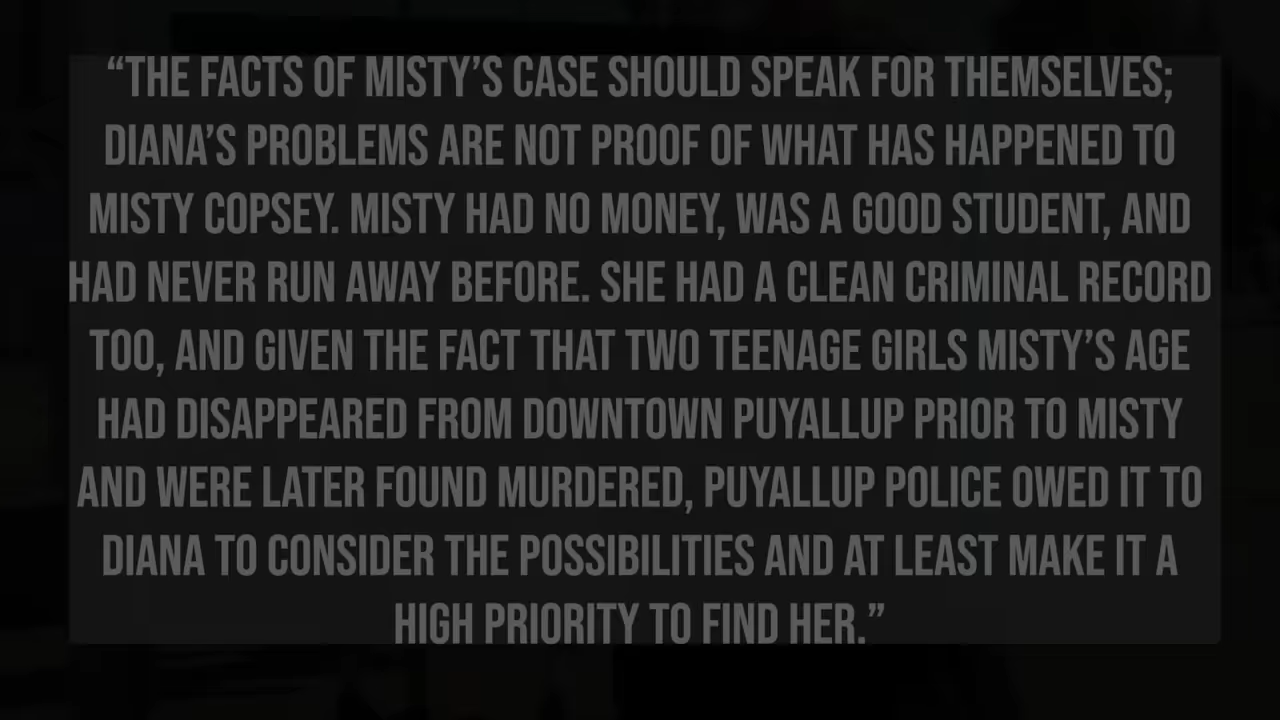 “THE FACTS OF MISTY’S CASE SHOULD SPEAK FOR THEMSELVES;
DIANA’S PROBLEMS ARE NOT PROOF OF WHAT HAS HAPPENED TO
MISTY COPSEY. MISTY HAD NO MONEY, WAS A GOOD STUDENT, AND
HAD NEVER RUN AWAY BEFORE. SHE HAD A CLEAN CRIMINAL RECORD
TOO, AND GIVEN THE FACT THAT TWO TEENAGE GIRLS MISTY’S AGE
HAD DISAPPEARED FROM DOWNTOWN PUYALLUP PRIOR TO MISTY
AND WERE LATER FOUND MURDERED, PUYALLUP POLICE OWED IT TO
DIANA TO CONSIDER THE POSSIBILITIES AND AT LEAST MAKE IT A
HIGH PRIORITY TO FIND HER.”